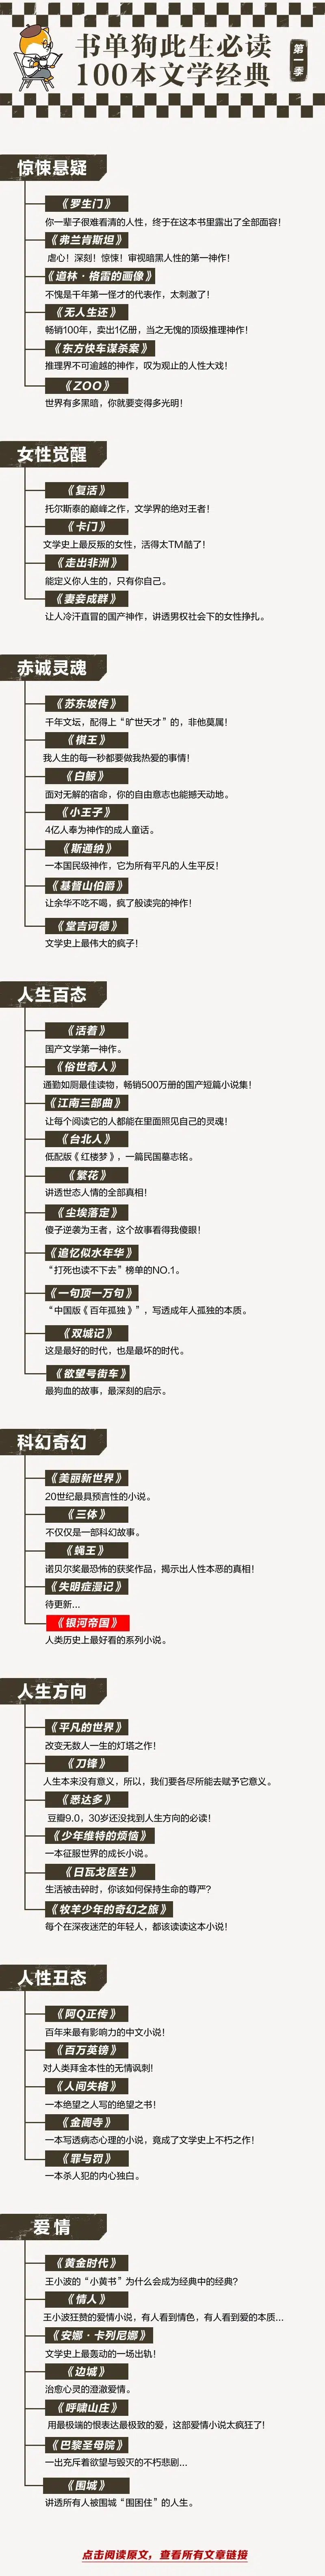 书单狗此生必读
100本文学经典
第一季
惊悚悬疑
《罗生门》
你一辈子很难看清的人性，终于在这本书里露出了全部面容！
《弗兰肯斯坦》
虐心！深刻！惊悚！审视暗黑人性的第一神作！
《道林·格雷的画像》
不愧是千年第一怪才的代表作，太刺激了！
《无人生还》
畅销100年，卖出1亿册，当之无愧的顶级推理神作！
《东方快车谋杀案》
推理界不可逾越的神作，叹为观止的人性大戏！
《ZOO》
世界有多黑暗，你就要变得多光明！
女性觉醒
《复活》
托尔斯泰的巅峰之作，文学界的绝对王者！
《卡门》
文学史上最反叛的女性，活得太TM酷了！
《走出非洲》
能定义你人生的，只有你自己。
《妻妾成群》
让人冷汗直冒的国产神作，讲透男权社会下的女性挣扎。
赤诚灵魂
《苏东坡传》
千年文坛，配得上“旷世天才”的，非他莫属！
《棋王》
我人生的每一秒都要做我热爱的事情！
《白鲸》
面对无解的宿命，你的自由意志也能撼天动地。
《小王子》
4亿人奉为神作的成人童话。
《斯通纳》
一本国民级神作，它为所有平凡的人生平反！
《基督山伯爵》
让余华不吃不喝，疯了般读完的神作！
《堂吉诃德》
文学史上最伟大的疯子！
人生百态
《活着》
国产文学第一神作。
《俗世奇人》
通勤如厕最佳读物，畅销500万册的国产短篇小说集！
《江南三部曲》
让每个阅读它的人都能在里面照见自己的灵魂！
《台北人》
低配版《红楼梦》，一篇民国墓志铭。
《繁花》
讲透世态人情的全部真相！
《尘埃落定》
傻子逆袭为王者，这个故事看得我傻眼！
《追忆似水年华》
“打死也读不下去”榜单的NO.1。
《一句顶一万句》
“中国版《百年孤独》”，写透成年人孤独的本质。
《双城记》
这是最好的时代，也是最坏的时代。
《欲望号街车》
最狗血的故事，最深刻的启示。
科幻奇幻
《美丽新世界》
20世纪最具预言性的小说。
《三体》
不仅仅是一部科幻故事。
《蝇王》
诺贝尔奖最恐怖的获奖作品，揭示出人性本恶的真相！
《失明症漫记》
待更新...
《银河帝国》
人类历史上最好看的系列小说。
人生方向
《平凡的世界》
改变无数人一生的灯塔之作！
《刀锋》
人生本来没有意义，所以，我们要各尽所能去赋予它意义。
《悉达多》
豆瓣9.0，30岁还没找到人生方向的必读！
《少年维特的烦恼》
一本征服世界的成长小说。
《日瓦戈医生》
生活被击碎时，你该如何保持生命的尊严？
《牧羊少年的奇幻之旅》
每个在深夜迷茫的年轻人，都该读读这本小说！
人性丑态
《阿Q正传》
百年来最有影响力的中文小说！
《百万英镑》
对人类拜金本性的无情讽刺！
《人间失格》
一本绝望之人写的绝望之书！
《金阁寺》
一本写透病态心理的小说，竟成了文学史上不朽之作！
《罪与罚》
一本杀人犯的内心独白。
爱情
《黄金时代》
王小波的“小黄书”为什么会成为经典中的经典？
《情人》
王小波狂赞的爱情小说，有人看到情色，有人看到爱的本质...
《安娜·卡列尼娜》
文学史上最轰动的一场出轨！
《边城》
治愈心灵的澄澈爱情。
《呼啸山庄》
用最极端的恨表达最极致的爱，这部爱情小说太疯狂了！
《巴黎圣母院》
一出充斥着欲望与毁灭的不朽悲剧...
《围城》
讲透所有人被围城“围困住”的人生。
点击阅读原文，查看所有文章链接